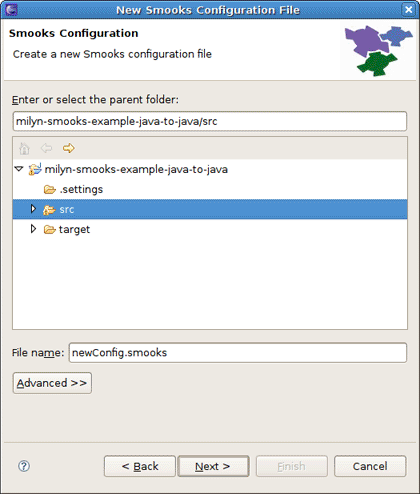 New Smooks Configuration File
Smooks Configuration
Create a new Smooks configuration file
Enter or select the parent folder:
milyn-smooks-example-java-to-java/src
milyn-smooks-example-java-to-java
.settings
src
target
File name: newConfig.smooks
Advanced >>
? < Back Next > Finish Cancel